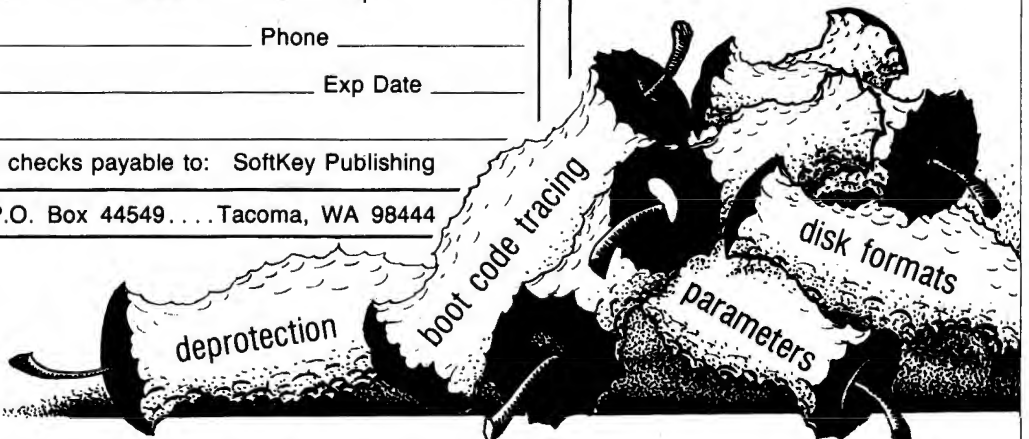 Phone
Exp Date
checks payable to: SoftKey Publishing
P.O. Box 44549....Tacoma, WA 98444
deprotection
boot code tracing
disk formats
parameters